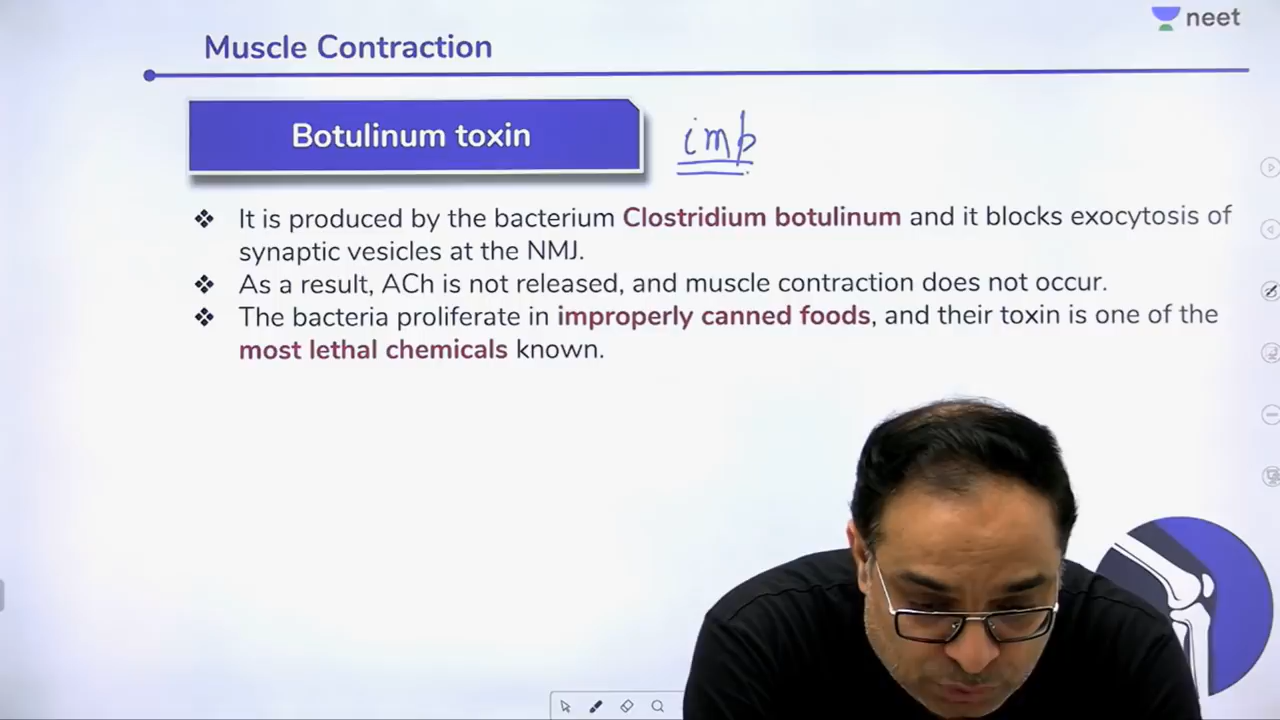 neet
Muscle Contraction
Botulinum toxin
imp
❖ It is produced by the bacterium Clostridium botulinum and it blocks exocytosis of
synaptic vesicles at the NMJ.
❖ As a result, ACh is not released, and muscle contraction does not occur.
❖ The bacteria proliferate in improperly canned foods, and their toxin is one of the
most lethal chemicals known.